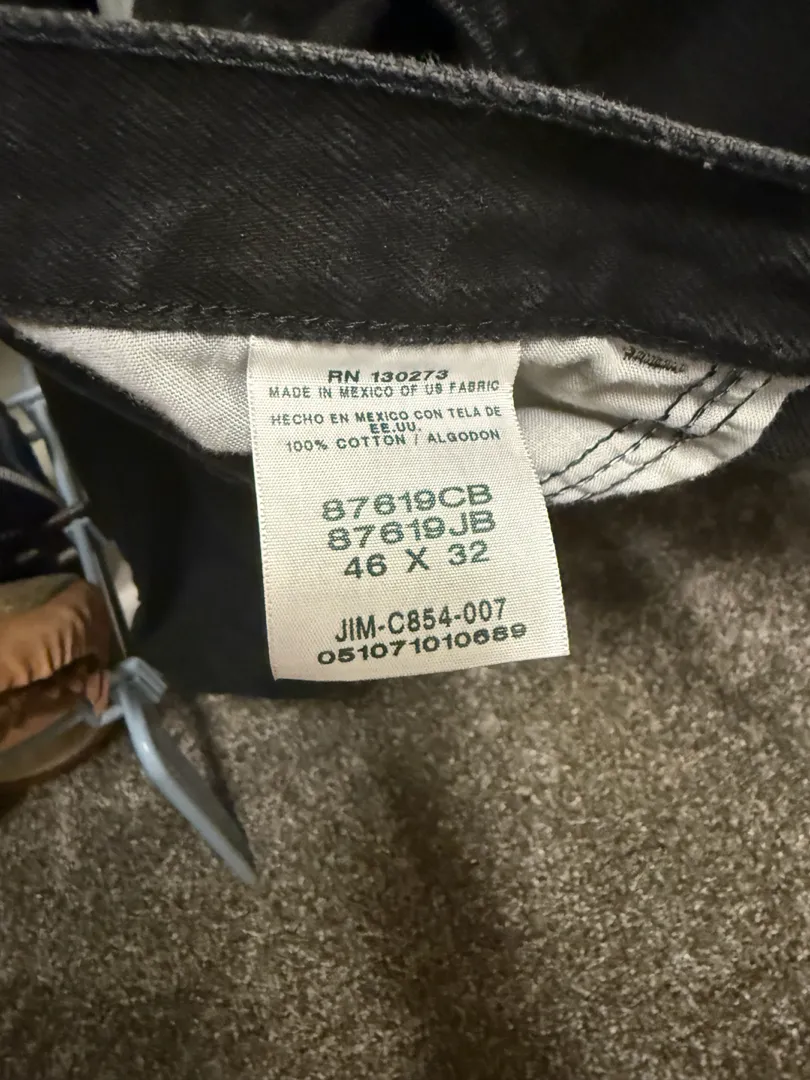 RN 130273
MADE IN MEXICO OF US FABRIC
HECHO EN MEXICO CON TELA DE
EE.UU.
100% COTTON / ALGODON
87619CB
87619JB
46 X 32
JIM-C854-007
051071010689